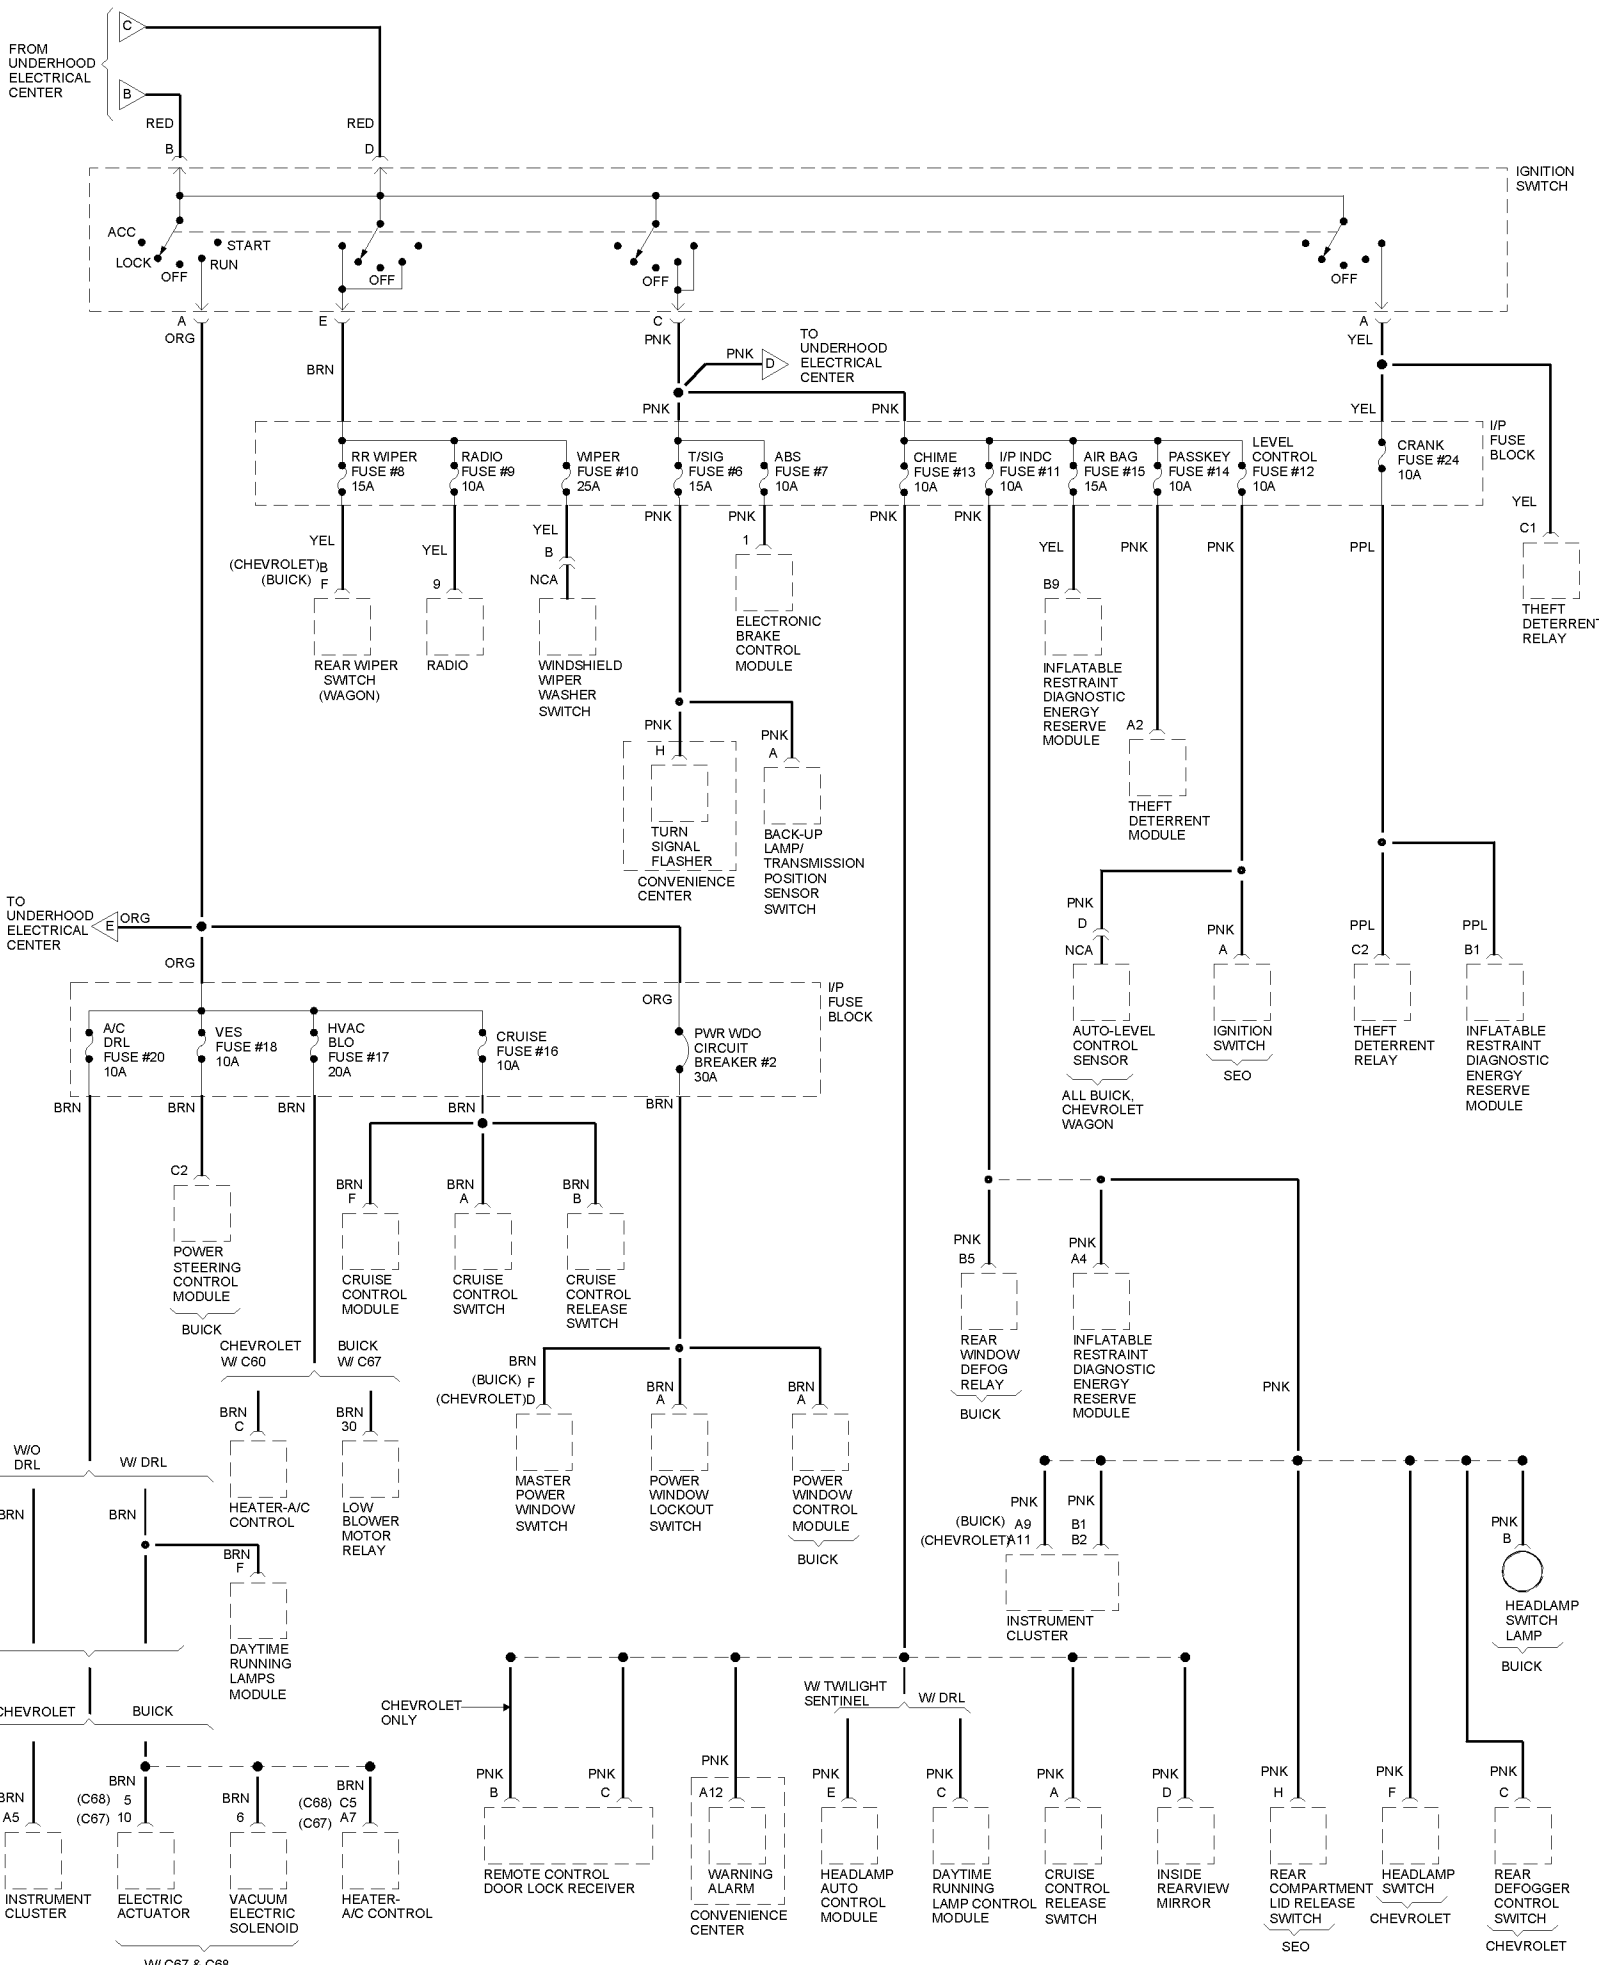 C
FROM
UNDERHOOD
ELECTRICAL
CENTER
B
RED
RED
B
D
IGNITION
SWITCH
ACC
LOCK
OFF
START
RUN
OFF
OFF
OFF
A
ORG
E
C
PNK
A
YEL
BRN
PNK
D
TO
UNDERHOOD
ELECTRICAL
CENTER
PNK
PNK
YEL
I/P
FUSE
BLOCK
RR WIPER
FUSE #8
15A
RADIO
FUSE #9
10A
WIPER
FUSE #10
25A
T/SIG
FUSE #6
15A
ABS
FUSE #7
10A
CHIME
FUSE #13
10A
I/P INDC
FUSE #11
10A
AIR BAG
FUSE #15
15A
PASSKEY
FUSE #14
10A
LEVEL
CONTROL
FUSE #12
10A
CRANK
FUSE #24
10A
YEL
C1
THEFT
DETERRENT
RELAY
YEL
(CHEVROLET) B
(BUICK) F
REAR WIPER
SWITCH
(WAGON)
YEL
9
RADIO
YEL
B
NCA
WINDSHIELD
WIPER
WASHER
SWITCH
PNK
PNK
1
ELECTRONIC
BRAKE
CONTROL
MODULE
PNK
PNK
YEL
B9
INFLATABLE
RESTRAINT
DIAGNOSTIC
ENERGY
RESERVE
MODULE
PNK
A2
THEFT
DETERRENT
MODULE
PNK
PPL
PNK
H
TURN
SIGNAL
FLASHER
CONVENIENCE
CENTER
PNK
A
BACK-UP
LAMP/
TRANSMISSION
POSITION
SENSOR
SWITCH
PNK
D
NCA
AUTO-LEVEL
CONTROL
SENSOR
ALL BUICK,
CHEVROLET
WAGON
PNK
A
IGNITION
SWITCH
SEO
PPL
C2
THEFT
DETERRENT
RELAY
PPL
B1
INFLATABLE
RESTRAINT
DIAGNOSTIC
ENERGY
RESERVE
MODULE
TO
UNDERHOOD
ELECTRICAL
CENTER
E
ORG
ORG
ORG
I/P
FUSE
BLOCK
A/C
DRL
FUSE #20
10A
VES
FUSE #18
10A
HVAC
BLO
FUSE #17
20A
CRUISE
FUSE #16
10A
PWR WDO
CIRCUIT
BREAKER #2
30A
BRN
BRN
BRN
BRN
BRN
C2
POWER
STEERING
CONTROL
MODULE
BUICK
BRN
F
CRUISE
CONTROL
MODULE
BRN
A
CRUISE
CONTROL
SWITCH
BRN
B
CRUISE
CONTROL
RELEASE
SWITCH
CHEVROLET
W/ C60
BUICK
W/ C67
BRN
C
HEATER-A/C
CONTROL
BRN
30
LOW
BLOWER
MOTOR
RELAY
BRN
(BUICK) F
(CHEVROLET)D
MASTER
POWER
WINDOW
SWITCH
BRN
A
POWER
WINDOW
LOCKOUT
SWITCH
BRN
A
POWER
WINDOW
CONTROL
MODULE
BUICK
PNK
B5
REAR
WINDOW
DEFOG
RELAY
BUICK
PNK
A4
INFLATABLE
RESTRAINT
DIAGNOSTIC
ENERGY
RESERVE
MODULE
PNK
W/O
DRL
W/ DRL
BRN
BRN
BRN
F
DAYTIME
RUNNING
LAMPS
MODULE
PNK PNK
(BUICK) A9 B1
(CHEVROLET)A11 B2
INSTRUMENT
CLUSTER
PNK
B
HEADLAMP
SWITCH
LAMP
BUICK
CHEVROLET
BUICK
BRN
A5
INSTRUMENT
CLUSTER
BRN
(C68) 5
(C67) 10
ELECTRIC
ACTUATOR
BRN
6
VACUUM
ELECTRIC
SOLENOID
BRN
(C68) C5
(C67) A7
HEATER-
A/C CONTROL
W/ C67 & C68
CHEVROLET
ONLY
PNK
B
PNK
C
REMOTE CONTROL
DOOR LOCK RECEIVER
PNK
A12
WARNING
ALARM
CONVENIENCE
CENTER
W/ TWILIGHT
SENTINEL
W/ DRL
PNK
E
HEADLAMP
AUTO
CONTROL
MODULE
PNK
C
DAYTIME
RUNNING
LAMP CONTROL
MODULE
PNK
A
CRUISE
CONTROL
RELEASE
SWITCH
PNK
D
INSIDE
REARVIEW
MIRROR
PNK
H
REAR
COMPARTMENT
LID RELEASE
SWITCH
SEO
PNK
F
HEADLAMP
SWITCH
CHEVROLET
PNK
C
REAR
DEFOGGER
CONTROL
SWITCH
CHEVROLET